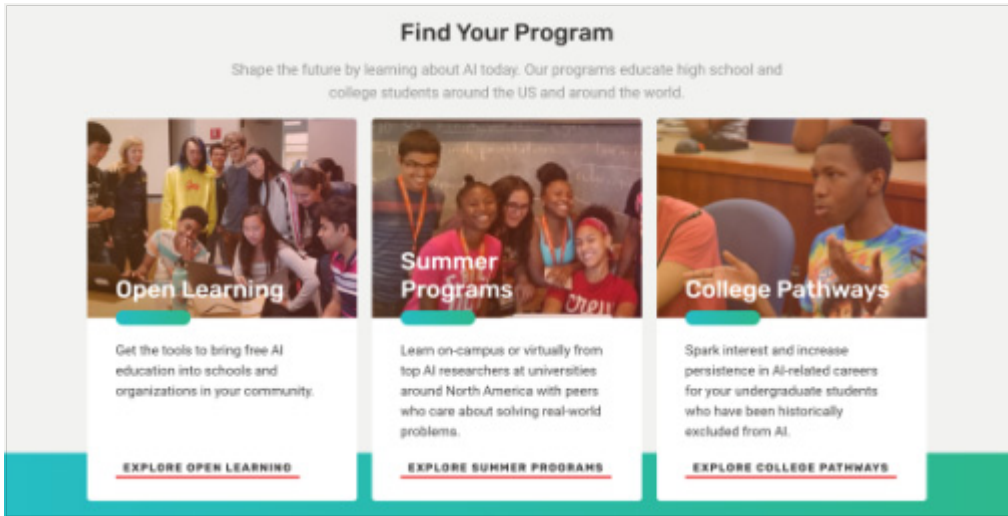 Find Your Program
Shape the future by learning about AI today. Our programs educate high school and
college students around the US and around the world.
Open Learning
Get the tools to bring free AI
education into schools and
organizations in your community.
EXPLORE OPEN LEARNING
Summer
Programs
Learn on-campus or virtually from
top AI researchers at universities
around North America with peers
who care about solving real-world
problems.
EXPLORE SUMMER PROGRAMS
College Pathways
Spark interest and increase
persistence in AI-related careers
for your undergraduate students
who have been historically
excluded from AI.
EXPLORE COLLEGE PATHWAYS